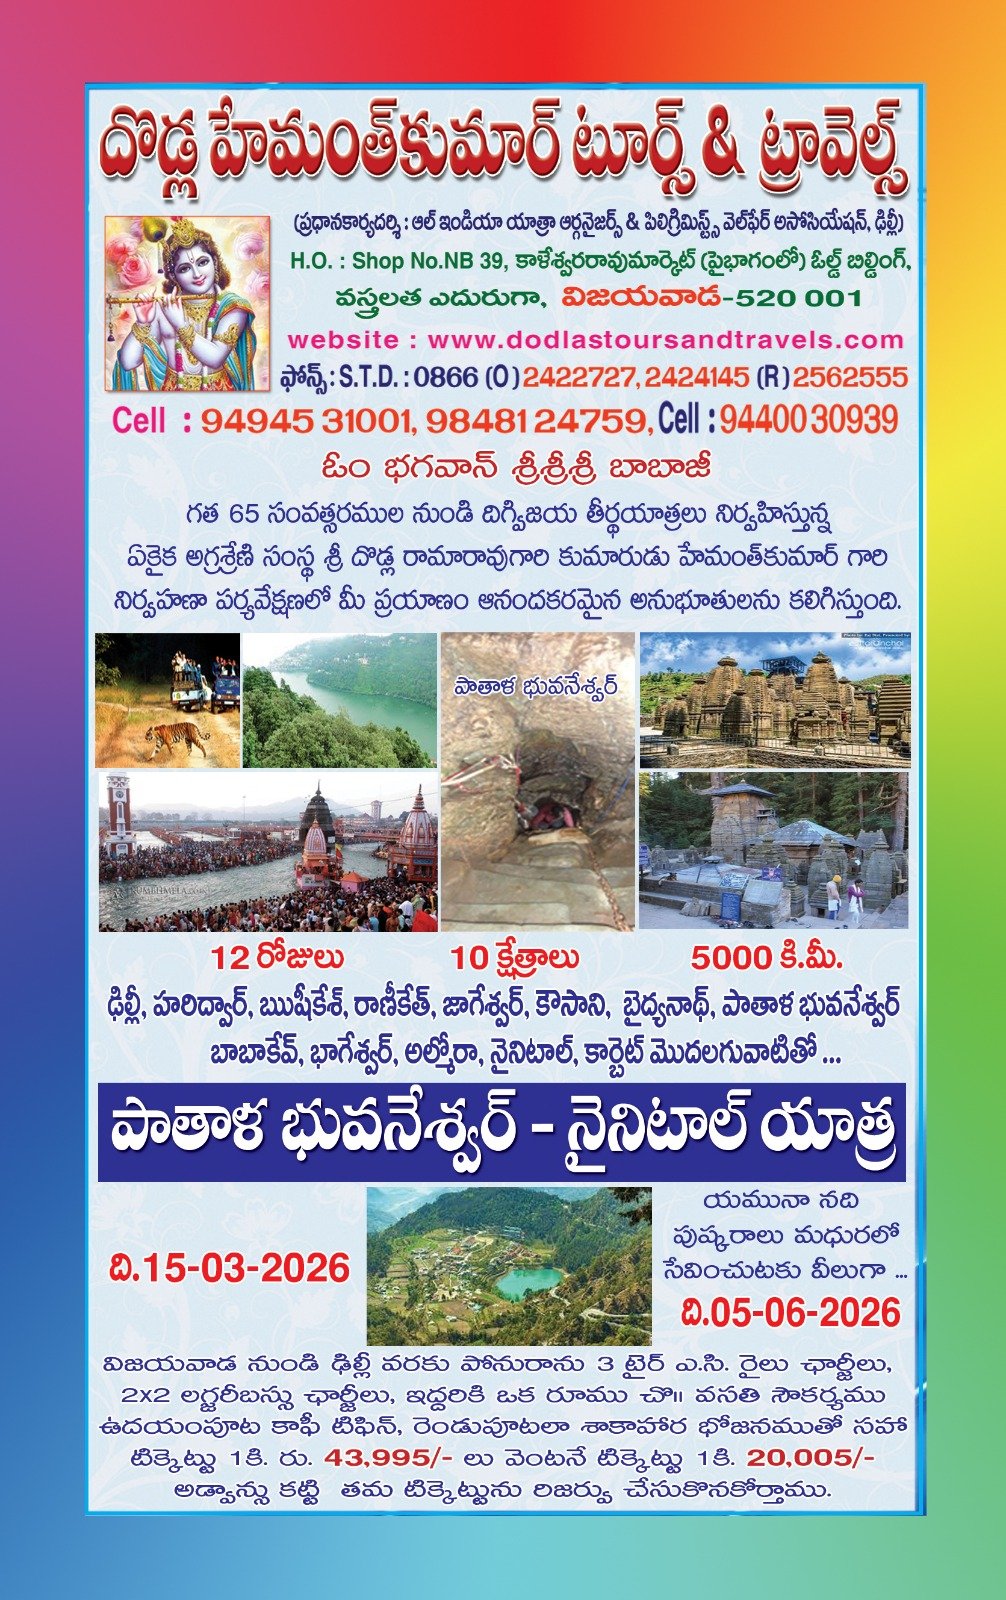 దొడ్ల హేమంత్‌కుమార్ టూర్స్ & ట్రావెల్స్
(ప్రధానకార్యదర్శి : ఆల్ ఇండియా యాత్రా ఆర్గనైజర్స్ & పిలిగ్రిమిస్ట్స్ వెల్‌ఫేర్ అసోసియేషన్, ఢిల్లీ)
H.O. : Shop No.NB 39, కాళేశ్వరరావుమార్కెట్ (పైభాగంలో) ఓల్డ్ బిల్డింగ్,
వస్త్రలత ఎదురుగా, విజయవాడ-520 001
website : www.dodlastoursandtravels.com
ఫోన్స్ : S.T.D. : 0866 (O) 2422727, 2424145 (R) 2562555
Cell : 94945 31001, 98481 24759, Cell : 94400 30939
ఓం భగవాన్ శ్రీశ్రీశ్రీ బాబాజీ
గత 65 సంవత్సరముల నుండి దిగ్విజయ తీర్థయాత్రలు నిర్వహిస్తున్న
ఏకైక అగ్రశ్రేణి సంస్థ శ్రీ దొడ్ల రామారావుగారి కుమారుడు హేమంత్‌కుమార్ గారి
నిర్వహణా పర్యవేక్షణలో మీ ప్రయాణం ఆనందకరమైన అనుభూతులను కలిగిస్తుంది.
పాతాళ భువనేశ్వర్
12 రోజులు 10 క్షేత్రాలు 5000 కి.మీ.
ఢిల్లీ, హరిద్వార్, ఋషీకేశ్, రాణీకేత్, జాగేశ్వర్, కౌసాని, బైద్యనాథ్, పాతాళ భువనేశ్వర్
బాబాకేవ్, భాగేశ్వర్, అల్మోరా, నైనిటాల్, కార్బెట్ మొదలగువాటితో ...
పాతాళ భువనేశ్వర్ - నైనిటాల్ యాత్ర
ది.15-03-2026
యమునా నది
పుష్కరాలు మధురలో
సేవించుటకు వీలుగా ...
ది.05-06-2026
విజయవాడ నుండి ఢిల్లీ వరకు పోనురాను 3 టైర్ ఎ.సి. రైలు ఛార్జీలు,
2x2 లగ్జరీబస్సు ఛార్జీలు, ఇద్దరికి ఒక రూము చొ॥ వసతి సౌకర్యము
ఉదయంపూట కాఫీ టిఫిన్, రెండుపూటలా శాకాహార భోజనముతో సహా
టిక్కెట్టు 1కి. రు. 43,995/- లు వెంటనే టిక్కెట్టు 1కి. 20,005/-
అడ్వాన్సు కట్టి తమ టిక్కెట్టును రిజర్వు చేసుకొనకోర్తాము.